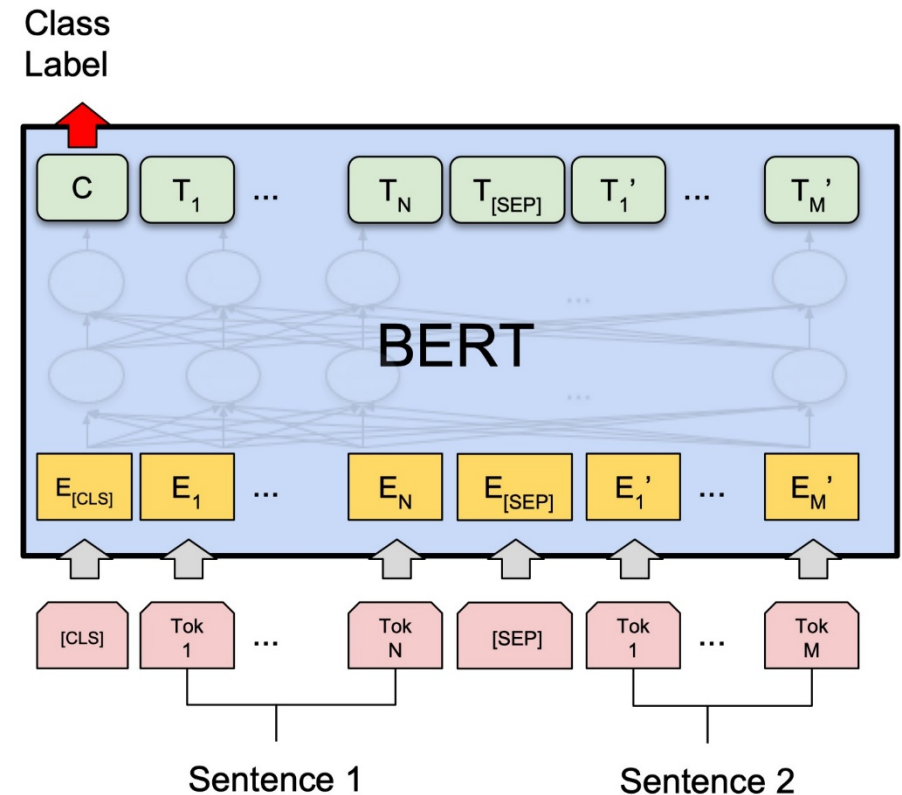 Class
Label
C T1 ... TN T[SEP] T1’ ... TM’
...
BERT
...
E[CLS] E1 ... EN E[SEP] E1’ ... EM’
[CLS] Tok 1 ... Tok N [SEP] Tok 1 ... Tok M
Sentence 1 Sentence 2